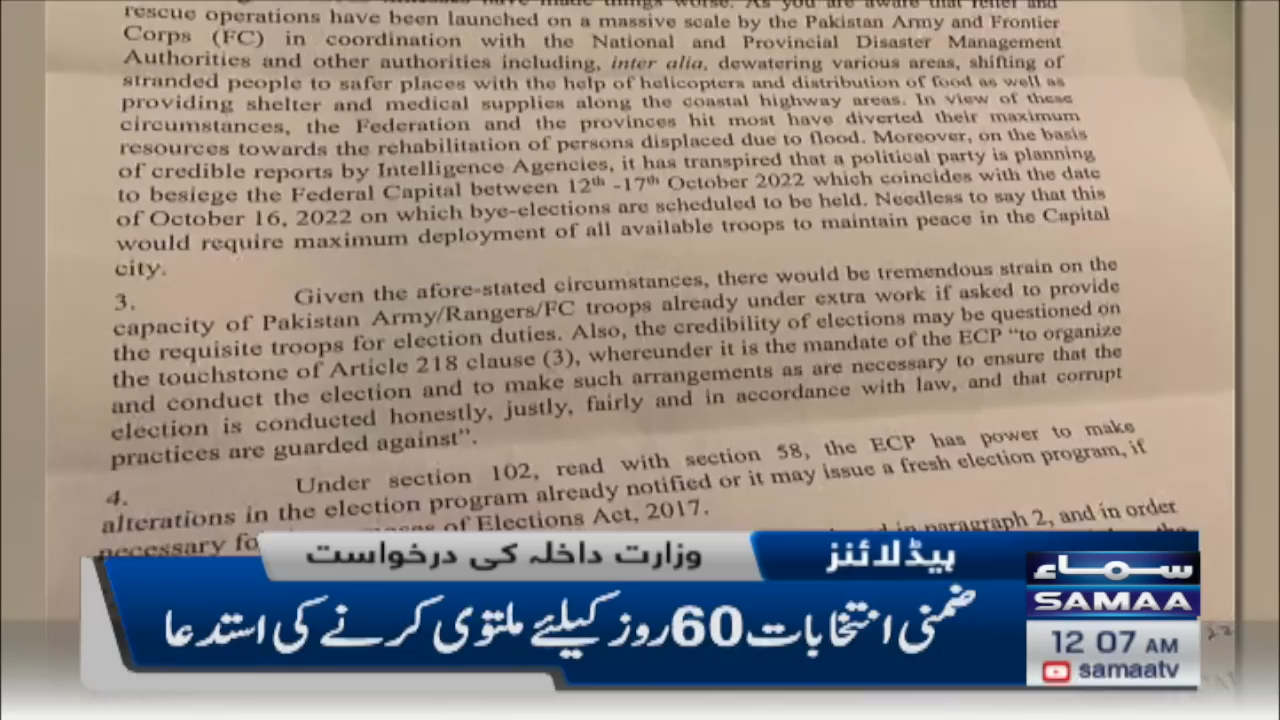 made things worse. As you are aware that relief and
rescue operations have been launched on a massive scale by the Pakistan Army and Frontier
Corps (FC) in coordination with the National and Provincial Disaster Management
Authorities and other authorities including, inter alia, dewatering various areas, shifting of
stranded people to safer places with the help of helicopters and distribution of food as well as
providing shelter and medical supplies along the coastal highway areas. In view of these
circumstances, the Federation and the provinces hit most have diverted their maximum
resources towards the rehabilitation of persons displaced due to flood. Moreover, on the basis
of credible reports by Intelligence Agencies, it has transpired that a political party is planning
to besiege the Federal Capital between 12th -17th October 2022 which coincides with the date
of October 16, 2022 on which bye-elections are scheduled to be held. Needless to say that this
would require maximum deployment of all available troops to maintain peace in the Capital
city.
3. Given the afore-stated circumstances, there would be tremendous strain on the
capacity of Pakistan Army/Rangers/FC troops already under extra work if asked to provide
the requisite troops for election duties. Also, the credibility of elections may be questioned on
the touchstone of Article 218 clause (3), whereunder it is the mandate of the ECP "to organize
and conduct the election and to make such arrangements as are necessary to ensure that the
election is conducted honestly, justly, fairly and in accordance with law, and that corrupt
practices are guarded against".
4. Under section 102, read with section 58, the ECP has power to make
alterations in the election program already notified or it may issue a fresh election program, if
necessary of Elections Act, 2017.
in paragraph 2, and in order
ہیڈلائنز
وزارت داخلہ کی درخواست
ضمنی انتخابات 60 روز کیلئے ملتوی کرنے کی استدعا
سماء
SAMAA
12 07 AM
samaatv